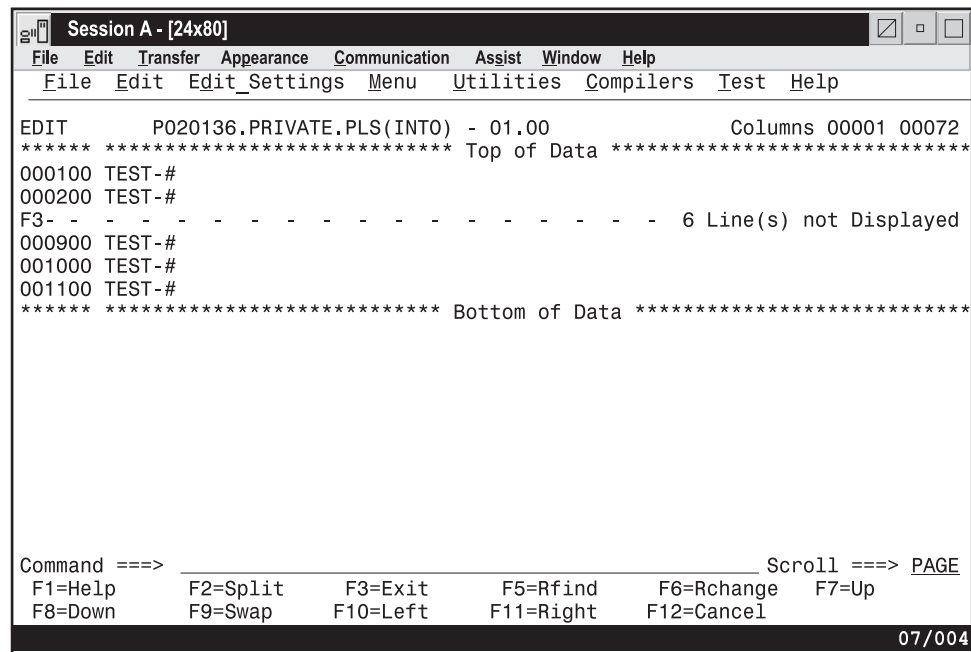 Session A - [24x80]
File Edit Transfer Appearance Communication Assist Window Help
File Edit Edit_Settings Menu Utilities Compilers Test Help
EDIT P020136.PRIVATE.PLS(INTO) - 01.00 Columns 00001 00072
****** ***************************** Top of Data ******************************
000100 TEST-#
000200 TEST-#
F3- - - - - - - - - - - - - - - - - - - 6 Line(s) not Displayed
000900 TEST-#
001000 TEST-#
001100 TEST-#
****** **************************** Bottom of Data ****************************
Command ===> Scroll ===> PAGE
F1=Help F2=Split F3=Exit F5=Rfind F6=Rchange F7=Up
F8=Down F9=Swap F10=Left F11=Right F12=Cancel
07/004